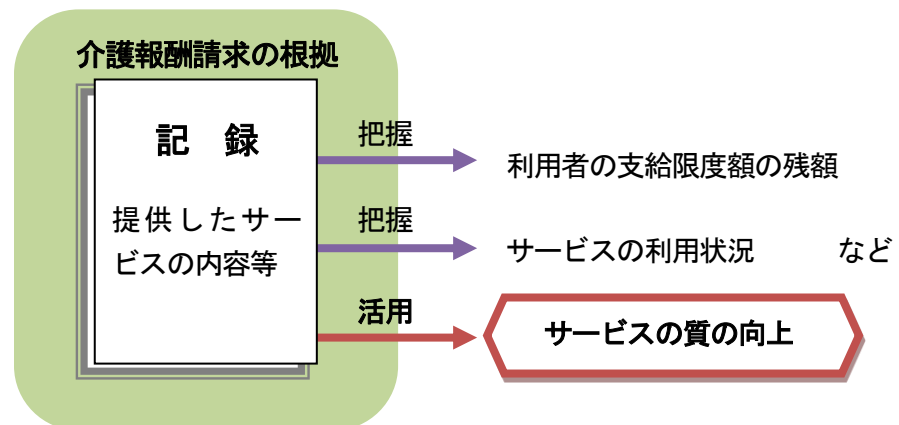 介護報酬請求の根拠
記　録
提供したサー
ビスの内容等
把握
利用者の支給限度額の残額
把握
サービスの利用状況　　　など
活用
サービスの質の向上